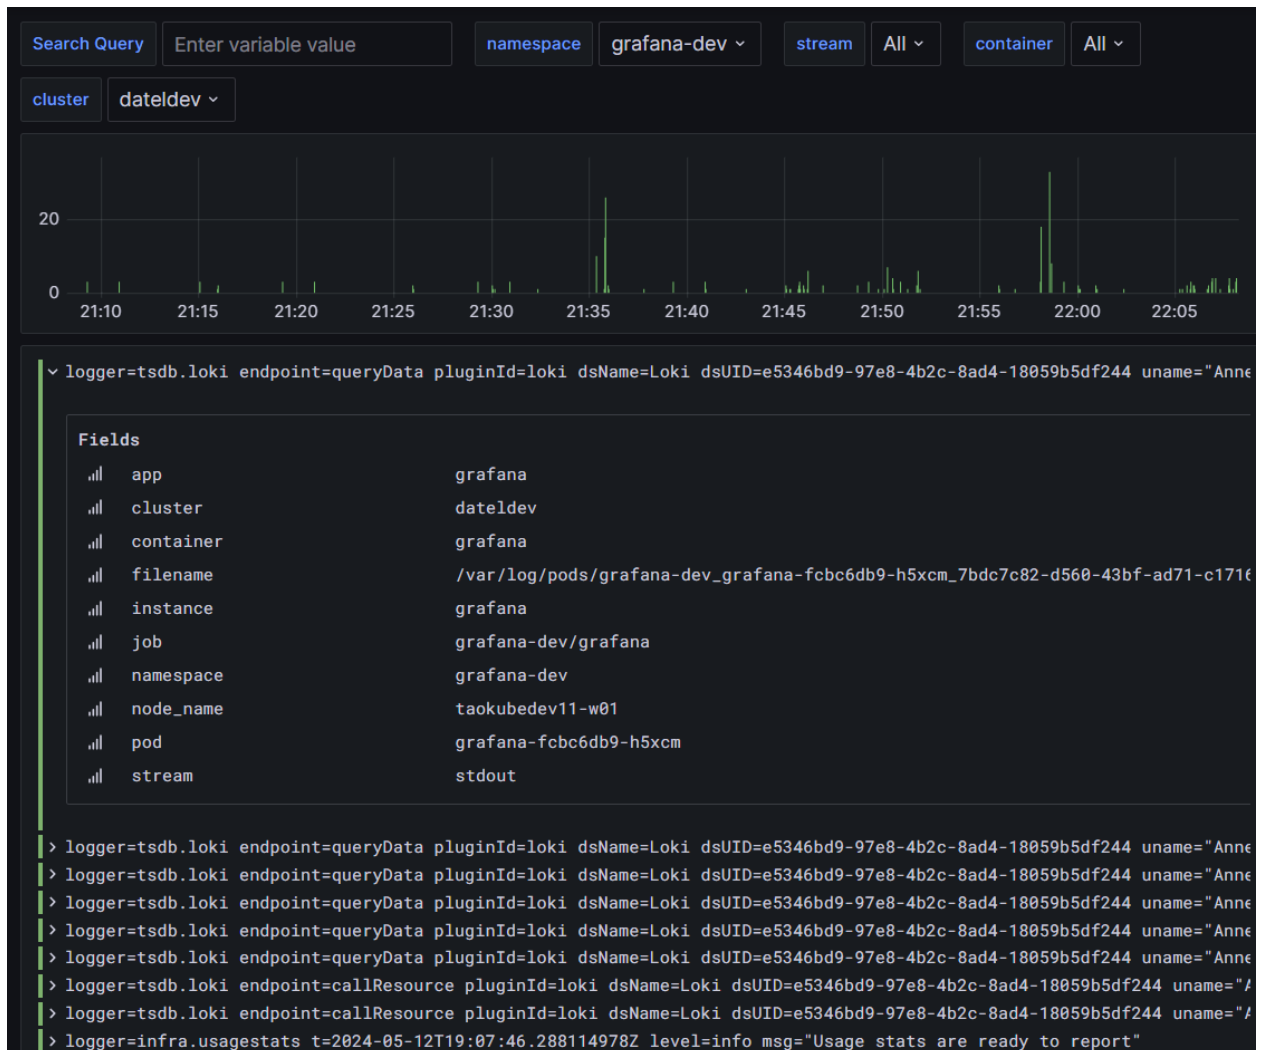 Search Query Enter variable value namespace grafana-dev stream All container All
cluster dateldev
20
0
21:10 21:15 21:20 21:25 21:30 21:35 21:40 21:45 21:50 21:55 22:00 22:05
logger=tsdb.loki endpoint=queryData pluginId=loki dsName=Loki dsUID=e5346bd9-97e8-4b2c-8ad4-18059b5df244 uname="Anne
Fields
app grafana
cluster dateldev
container grafana
filename /var/log/pods/grafana-dev_grafana-fcbc6db9-h5xcm_7bdc7c82-d560-43bf-ad71-c1716
instance grafana
job grafana-dev/grafana
namespace grafana-dev
node_name taokubedev11-w01
pod grafana-fcbc6db9-h5xcm
stream stdout
logger=tsdb.loki endpoint=queryData pluginId=loki dsName=Loki dsUID=e5346bd9-97e8-4b2c-8ad4-18059b5df244 uname="Anne
logger=tsdb.loki endpoint=queryData pluginId=loki dsName=Loki dsUID=e5346bd9-97e8-4b2c-8ad4-18059b5df244 uname="Anne
logger=tsdb.loki endpoint=queryData pluginId=loki dsName=Loki dsUID=e5346bd9-97e8-4b2c-8ad4-18059b5df244 uname="Anne
logger=tsdb.loki endpoint=queryData pluginId=loki dsName=Loki dsUID=e5346bd9-97e8-4b2c-8ad4-18059b5df244 uname="Anne
logger=tsdb.loki endpoint=queryData pluginId=loki dsName=Loki dsUID=e5346bd9-97e8-4b2c-8ad4-18059b5df244 uname="Anne
logger=tsdb.loki endpoint=callResource pluginId=loki dsName=Loki dsUID=e5346bd9-97e8-4b2c-8ad4-18059b5df244 uname="A
logger=tsdb.loki endpoint=callResource pluginId=loki dsName=Loki dsUID=e5346bd9-97e8-4b2c-8ad4-18059b5df244 uname="A
logger=infra.usagestats t=2024-05-12T19:07:46.288114978Z level=info msg="Usage stats are ready to report"